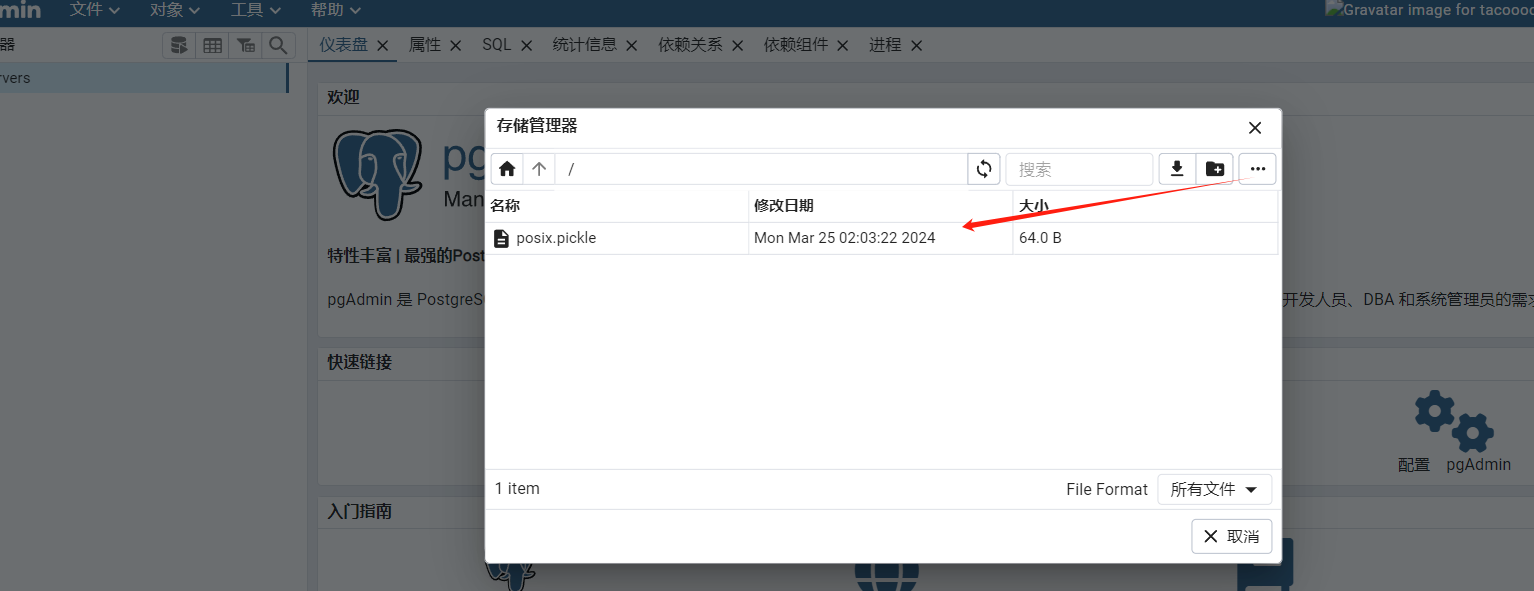 min 文件 对象 工具 帮助 Gravatar image for tacoooo
器 仪表盘 属性 SQL 统计信息 依赖关系 依赖组件 进程
rvers
欢迎
存储管理器
pg
/ 搜索
Man
名称 修改日期 大小
posix.pickle Mon Mar 25 02:03:22 2024 64.0 B
特性丰富 | 最强的Post
pgAdmin 是 PostgreS 开发人员、DBA 和系统管理员的需求
快速链接
配置 pgAdmin
1 item File Format 所有文件
入门指南
取消